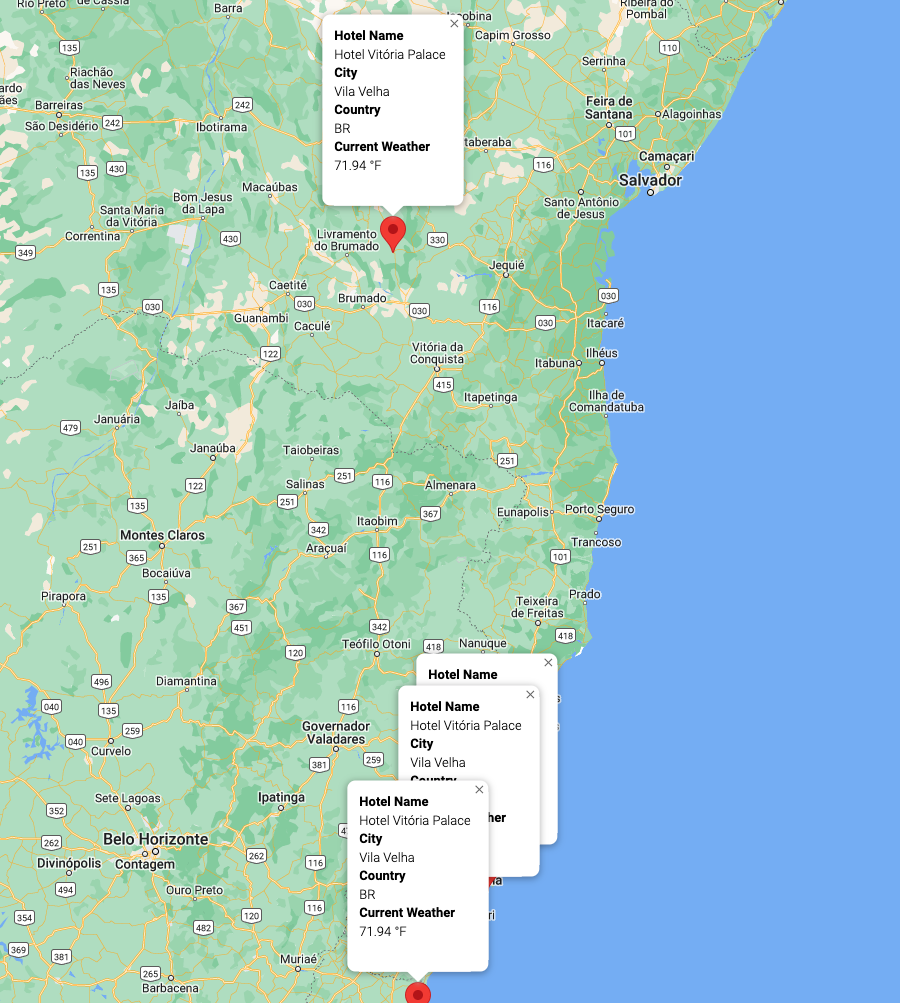 Rio Preto
de Cássia
Barra
Jacobina
Ribeira do
Pombal
Capim Grosso
135
110
Serrinha
Riachão
das Neves
Barreiras
São Desidério
242
242
Ibotirama
Feira de
Santana
Alagoinhas
101
Camaçari
Salvador
116
135
430
Macaúbas
Bom Jesus
da Lapa
Santo Antônio
de Jesus
Santa Maria
da Vitória
Correntina
349
430
Livramento
do Brumado
330
Jequié
Hotel Name
Hotel Vitória Palace
City
Vila Velha
Country
BR
Current Weather
71.94 °F
135
030
Caetité
030
Guanambi
Brumado
Caculé
030
116
030
030
Itacaré
122
Vitória da
Conquista
415
Itabuna
Ilhéus
Itapetinga
Ilha de
Comandatuba
479
Januária
Jaíba
Janaúba
Taiobeiras
251
122
Salinas
251
251
116
Almenara
367
135
Itaobim
342
Eunapolis
Porto Seguro
Montes Claros
251
365
Araçuaí
116
Trancoso
101
Bocaiúva
135
Pirapora
367
451
Teixeira
de Freitas
Prado
342
Teófilo Otoni
120
418
Nanuque
418
496
Diamantina
040
135
116
259
040
Curvelo
Governador
Valadares
259
381
Hotel Name
Hotel Name
Hotel Vitória Palace
City
Vila Velha
Country
Hotel Name
Hotel Vitória Palace
City
Vila Velha
Country
BR
Current Weather
71.94 °F
Sete Lagoas
Ipatinga
352
262
Belo Horizonte
Contagem
Divinópolis
494
262
116
Ouro Preto
354
120
116
482
369
381
265
Barbacena
Muriaé